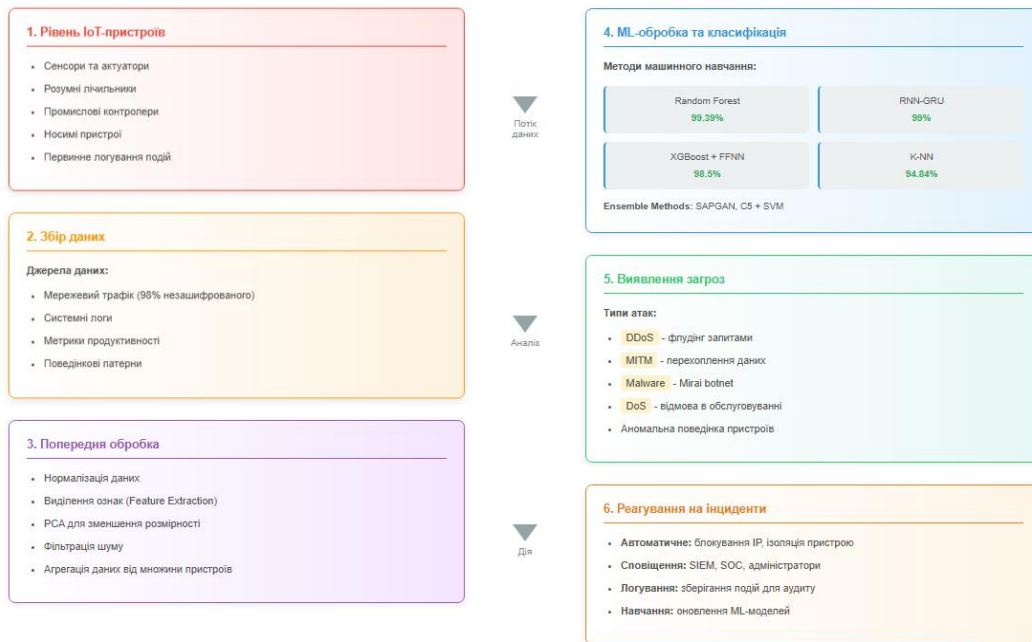 1. Рівень IoT-пристроїв
• Сенсори та актуатори
• Розумні лічильники
• Промислові контролери
• Носимі пристрої
• Первинне логування подій
2. Збір даних
Джерела даних:
• Мережевий трафік (98% незашифрованого)
• Системні логи
• Метрики продуктивності
• Поведінкові патерни
3. Попередня обробка
• Нормалізація даних
• Виділення ознак (Feature Extraction)
• PCA для зменшення розмірності
• Фільтрація шуму
• Агрегація даних від множини пристроїв
Потік
даних
Аналіз
Дія
4. ML-обробка та класифікація
Методи машинного навчання:
Random Forest
99.39%
RNN-GRU
99%
XGBoost + FFNN
98.5%
K-NN
94.84%
Ensemble Methods: SAPGAN, C5 + SVM
5. Виявлення загроз
Типи атак:
• DDoS - флудінг запитами
• MITM - перехоплення даних
• Malware - Mirai botnet
• DoS - відмова в обслуговуванні
• Аномальна поведінка пристроїв
6. Реагування на інциденти
• Автоматичне: блокування IP, ізоляція пристрою
• Сповіщення: SIEM, SOC, адміністратори
• Логування: зберігання подій для аудиту
• Навчання: оновлення ML-моделей